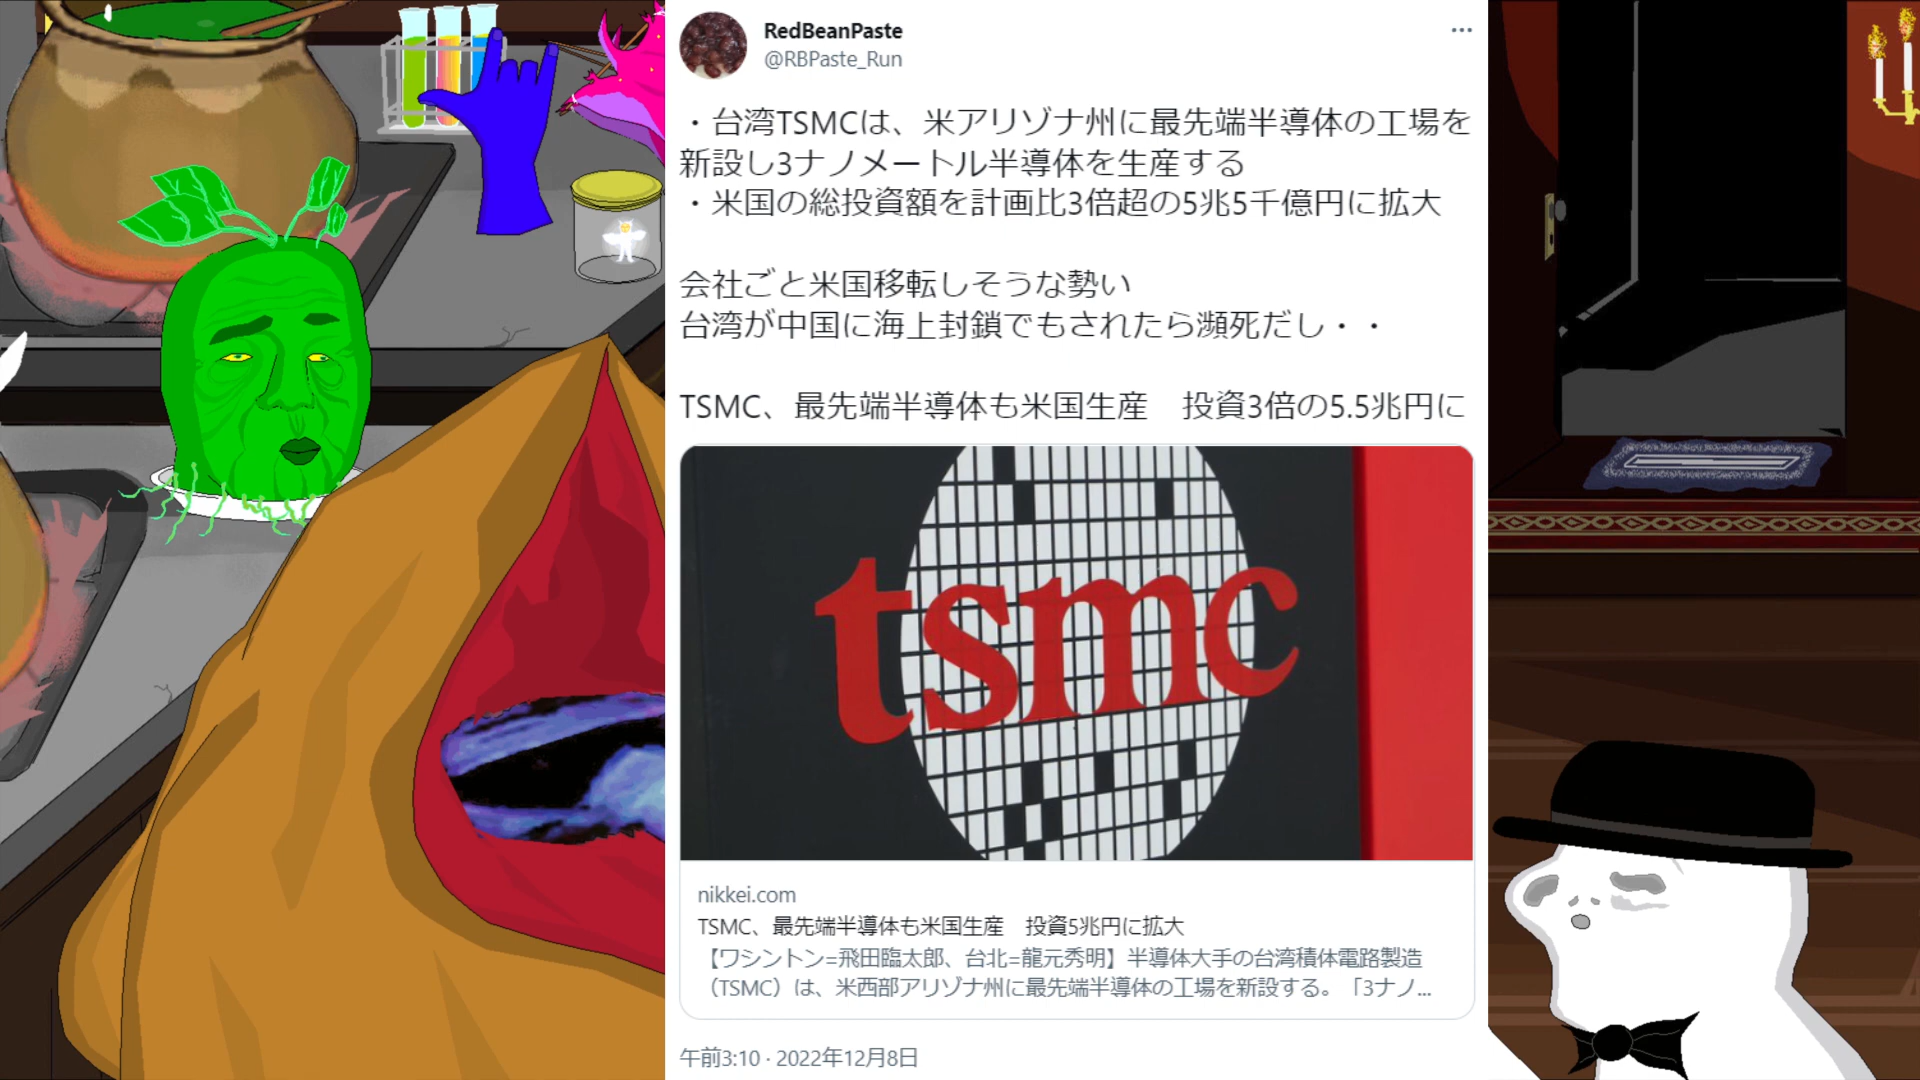 RedBeanPaste
@RBPaste_Run
・台湾TSMCは、米アリゾナ州に最先端半導体の工場を
新設し3ナノメートル半導体を生産する
・米国の総投資額を計画比3倍超の5兆5千億円に拡大
会社ごと米国移転しそうな勢い
台湾が中国に海上封鎖でもされたら瀕死だし・・
TSMC、最先端半導体も米国生産　投資3倍の5.5兆円に
tsmc
nikkei.com
TSMC、最先端半導体も米国生産　投資5兆円に拡大
【ワシントン=飛田臨太郎、台北=龍元秀明】半導体大手の台湾積体電路製造
（TSMC）は、米西部アリゾナ州に最先端半導体の工場を新設する。「3ナノ...
午前3:10 · 2022年12月8日